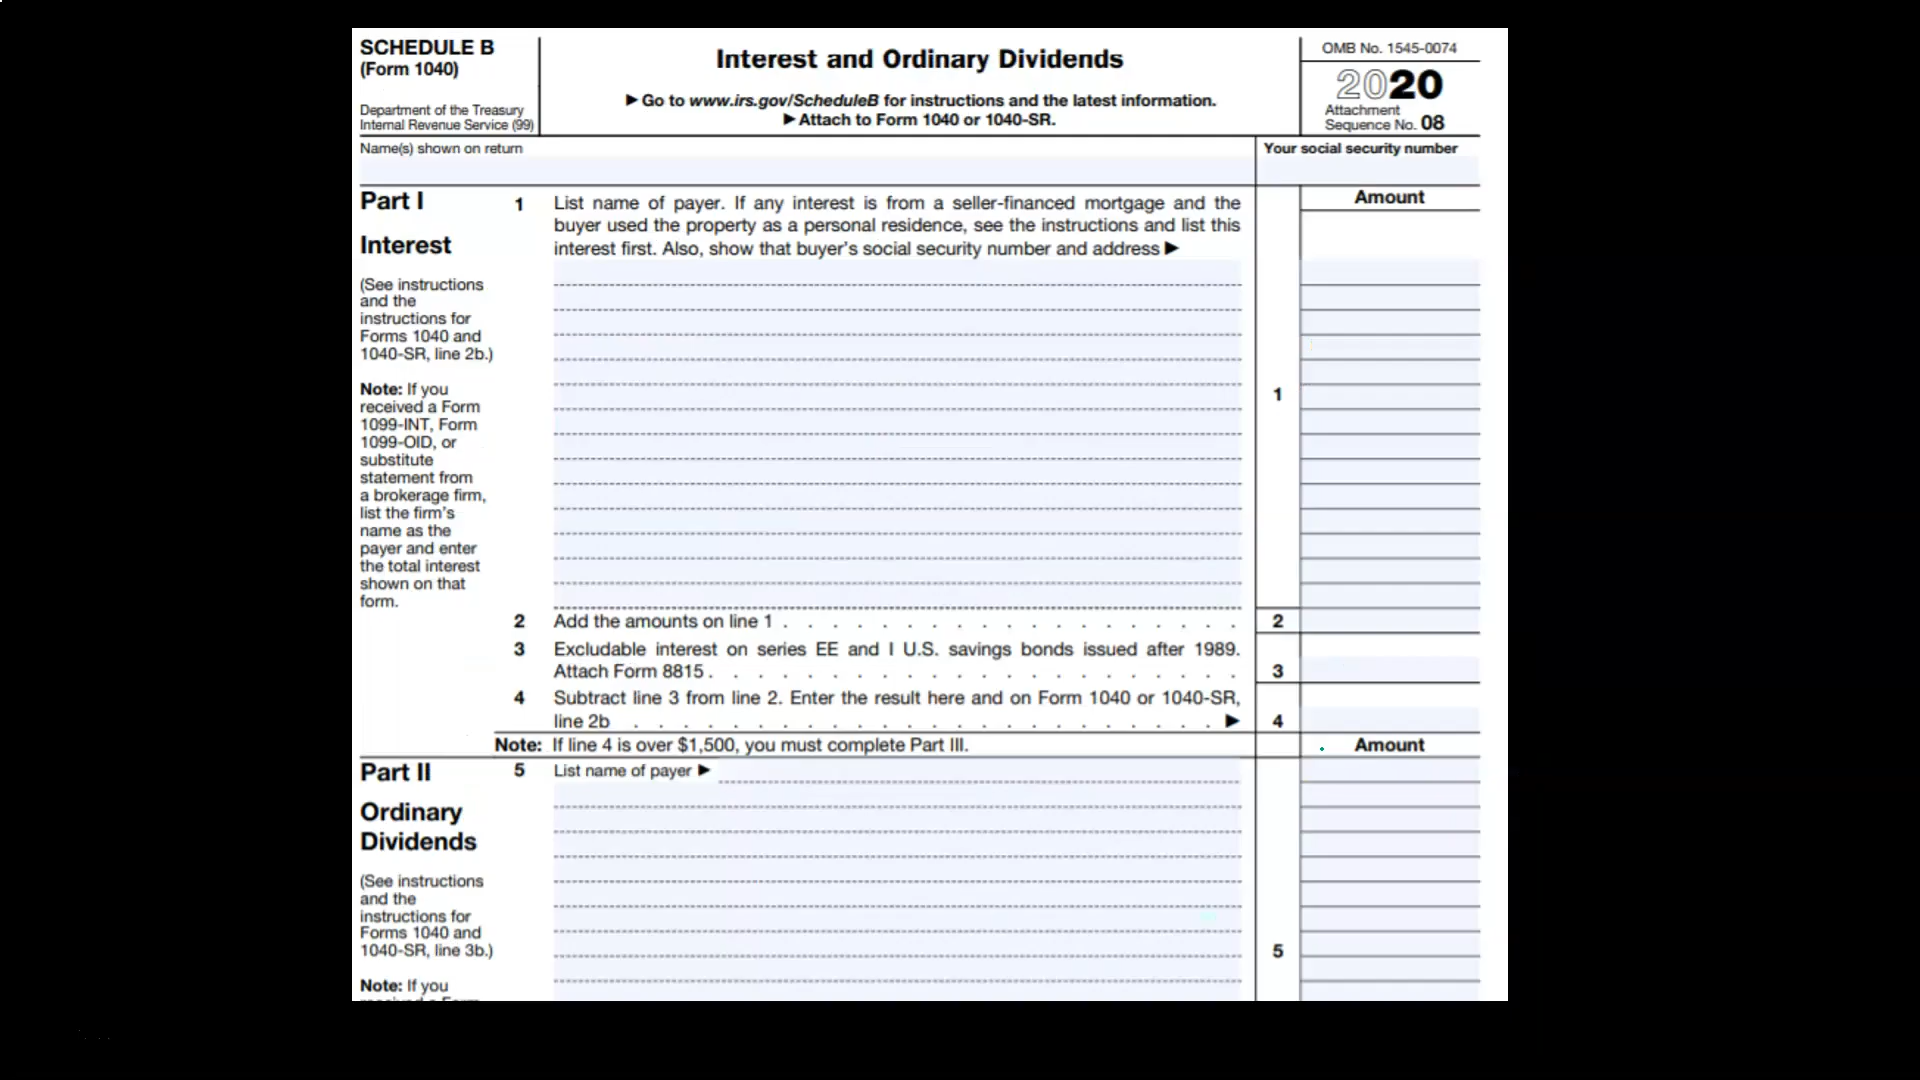 SCHEDULE B
(Form 1040)
Department of the Treasury
Internal Revenue Service (99)
Interest and Ordinary Dividends
▶ Go to www.irs.gov/ScheduleB for instructions and the latest information.
▶ Attach to Form 1040 or 1040-SR.
OMB No. 1545-0074
2020
Attachment
Sequence No. 08
Name(s) shown on return
Your social security number
Part I
Interest
(See instructions
and the
instructions for
Forms 1040 and
1040-SR, line 2b.)
Note: If you
received a Form
1099-INT, Form
1099-OID, or
substitute
statement from
a brokerage firm,
list the firm's
name as the
payer and enter
the total interest
shown on that
form.
1 List name of payer. If any interest is from a seller-financed mortgage and the
buyer used the property as a personal residence, see the instructions and list this
interest first. Also, show that buyer's social security number and address ▶
Amount
1
2 Add the amounts on line 1 . . . . . . . . . . . . . . . . . . . 2
3 Excludable interest on series EE and I U.S. savings bonds issued after 1989.
Attach Form 8815 . . . . . . . . . . . . . . . . . . . . . . 3
4 Subtract line 3 from line 2. Enter the result here and on Form 1040 or 1040-SR,
line 2b . . . . . . . . . . . . . . . . . . . . . . . . ▶ 4
Note: If line 4 is over $1,500, you must complete Part III.
Amount
Part II
Ordinary
Dividends
(See instructions
and the
instructions for
Forms 1040 and
1040-SR, line 3b.)
Note: If you
5 List name of payer ▶
5